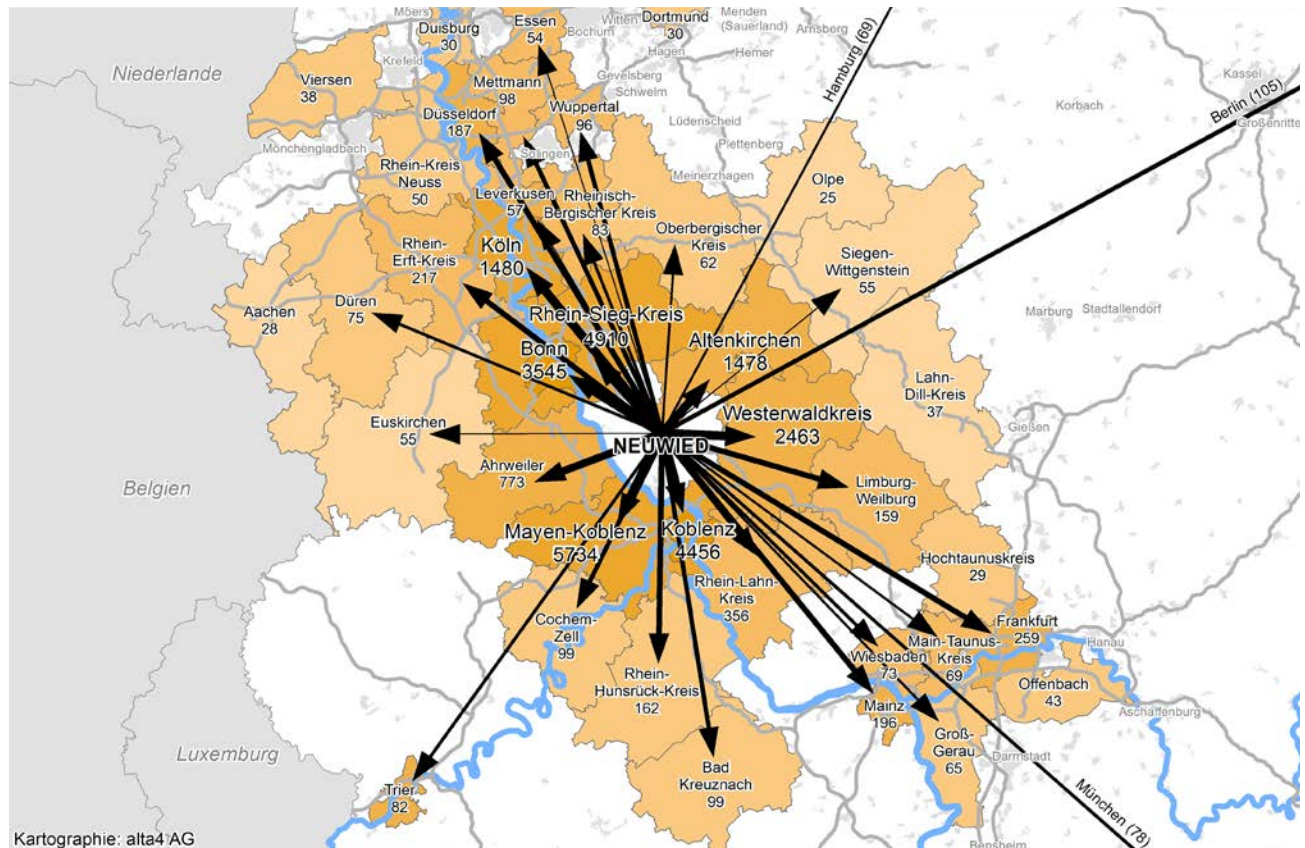 Moers
Duisburg
30
Essen
54
Bochum
Witten
Dortmund
30
Menden
(Sauerland)
Arnsberg
Hamburg (69)
Niederlande
Krefeld
Hagen
Hemer
Kassel
Viersen
38
Mettmann
98
Gevelsberg
Schwelm
Berlin (105)
Großenritte
Düsseldorf
187
Wuppertal
96
Korbach
Lüdenscheid
Plettenberg
Mönchengladbach
Solingen
Meinerzhagen
Rhein-Kreis
Neuss
50
Leverkusen
57
Rheinisch-
Bergischer Kreis
83
Olpe
25
Oberbergischer
Kreis
62
Rhein-
Erft-Kreis
217
Köln
1480
Siegen-
Wittgenstein
55
Aachen
28
Düren
75
Rhein-Sieg-Kreis
4910
Marburg
Stadtallendorf
Bonn
3545
Altenkirchen
1478
Lahn-
Dill-Kreis
37
Euskirchen
55
Westerwaldkreis
2463
Gießen
NEUWIED
Ahrweiler
773
Limburg-
Weilburg
159
Belgien
Mayen-Koblenz
5734
Koblenz
4456
Hochtaunuskreis
29
Rhein-Lahn-
Kreis
356
Cochem-
Zell
99
Frankfurt
259
Hanau
Main-Taunus-
Kreis
69
Wiesbaden
73
Rhein-
Hunsrück-Kreis
162
Offenbach
43
Mainz
196
Aschaffenburg
Luxemburg
Groß-
Gerau
65
Darmstadt
Bad
Kreuznach
99
Trier
82
München (78)
Bensheim
Kartographie: alta4 AG